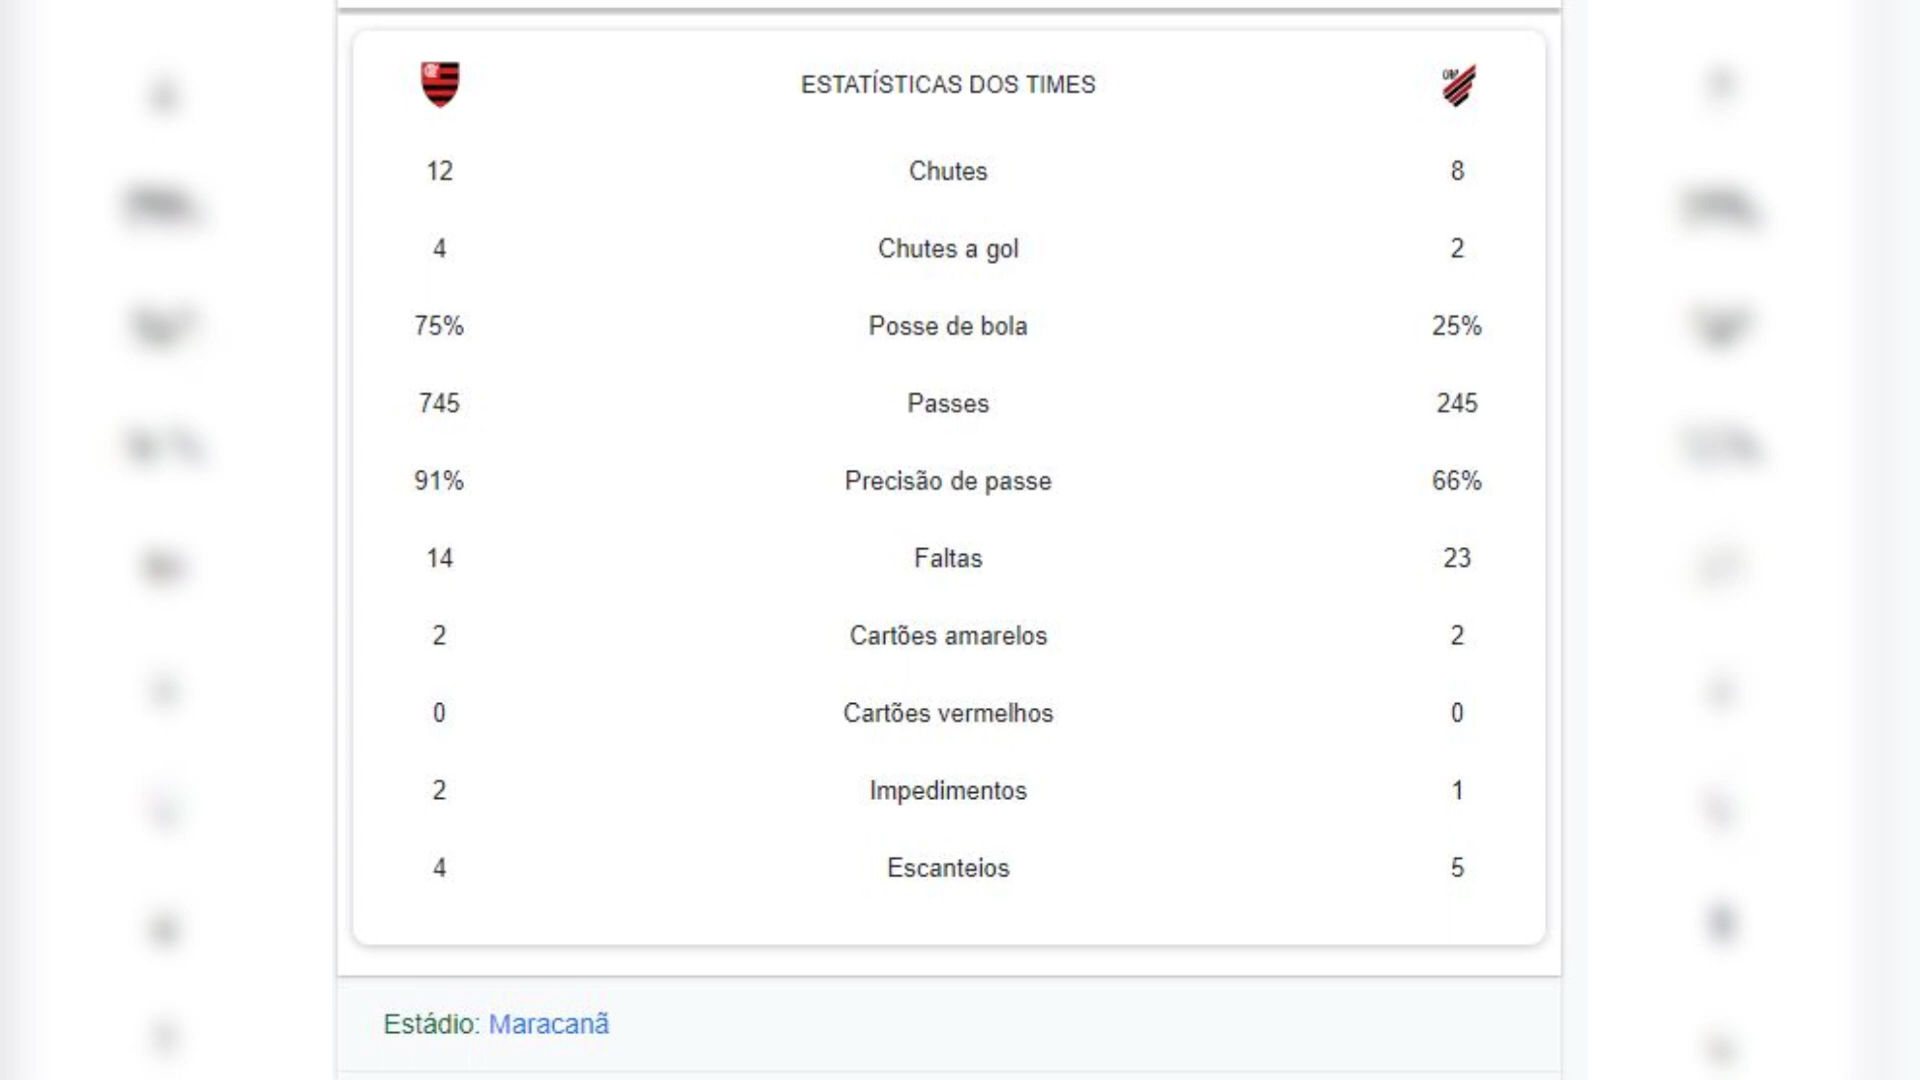 ESTATÍSTICAS DOS TIMES
12 Chutes 8
4 Chutes a gol 2
75% Posse de bola 25%
745 Passes 245
91% Precisão de passe 66%
14 Faltas 23
2 Cartões amarelos 2
0 Cartões vermelhos 0
2 Impedimentos 1
4 Escanteios 5
Estádio: Maracanã